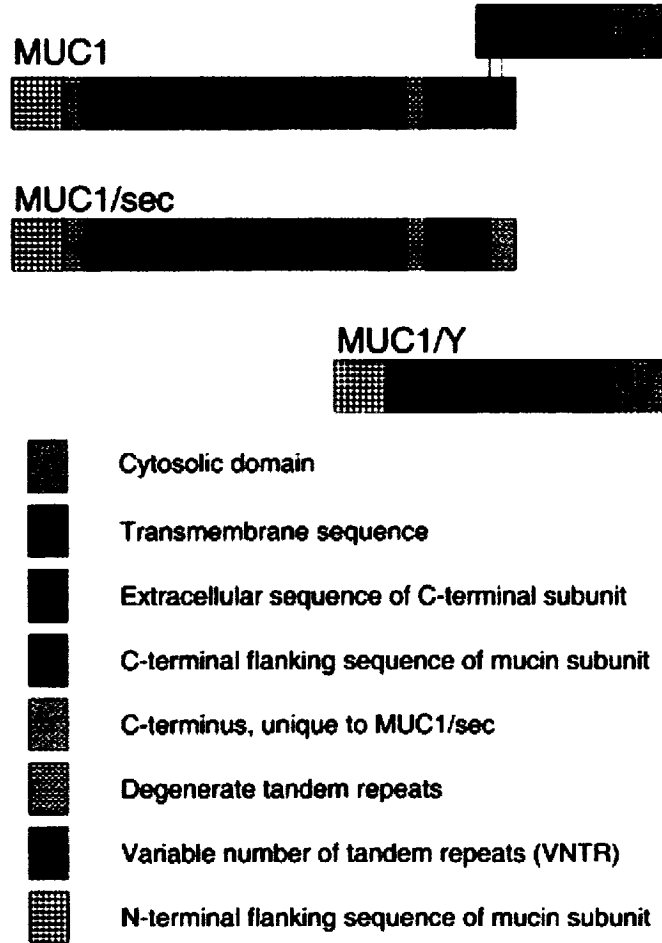 MUC1
MUC1/sec
MUC1/Y
Cytosolic domain
Transmembrane sequence
Extracellular sequence of C-terminal subunit
C-terminal flanking sequence of mucin subunit
C-terminus, unique to MUC1/sec
Degenerate tandem repeats
Variable number of tandem repeats (VNTR)
N-terminal flanking sequence of mucin subunit